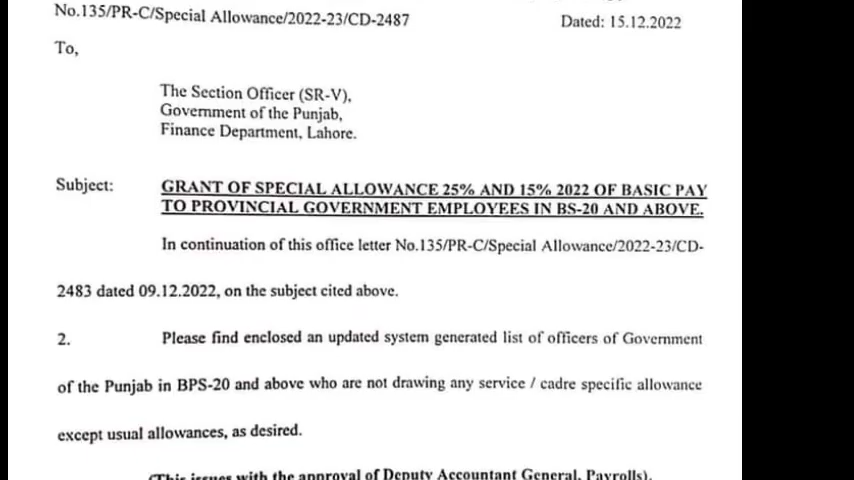 No.135/PR-C/Special Allowance/2022-23/CD-2487
Dated: 15.12.2022
To,
The Section Officer (SR-V),
Government of the Punjab,
Finance Department, Lahore.
Subject: GRANT OF SPECIAL ALLOWANCE 25% AND 15% 2022 OF BASIC PAY
TO PROVINCIAL GOVERNMENT EMPLOYEES IN BS-20 AND ABOVE.
In continuation of this office letter No.135/PR-C/Special Allowance/2022-23/CD-
2483 dated 09.12.2022, on the subject cited above.
2. Please find enclosed an updated system generated list of officers of Government
of the Punjab in BPS-20 and above who are not drawing any service / cadre specific allowance
except usual allowances, as desired.
(This issues with the approval of Deputy Accountant General, Payrolls).